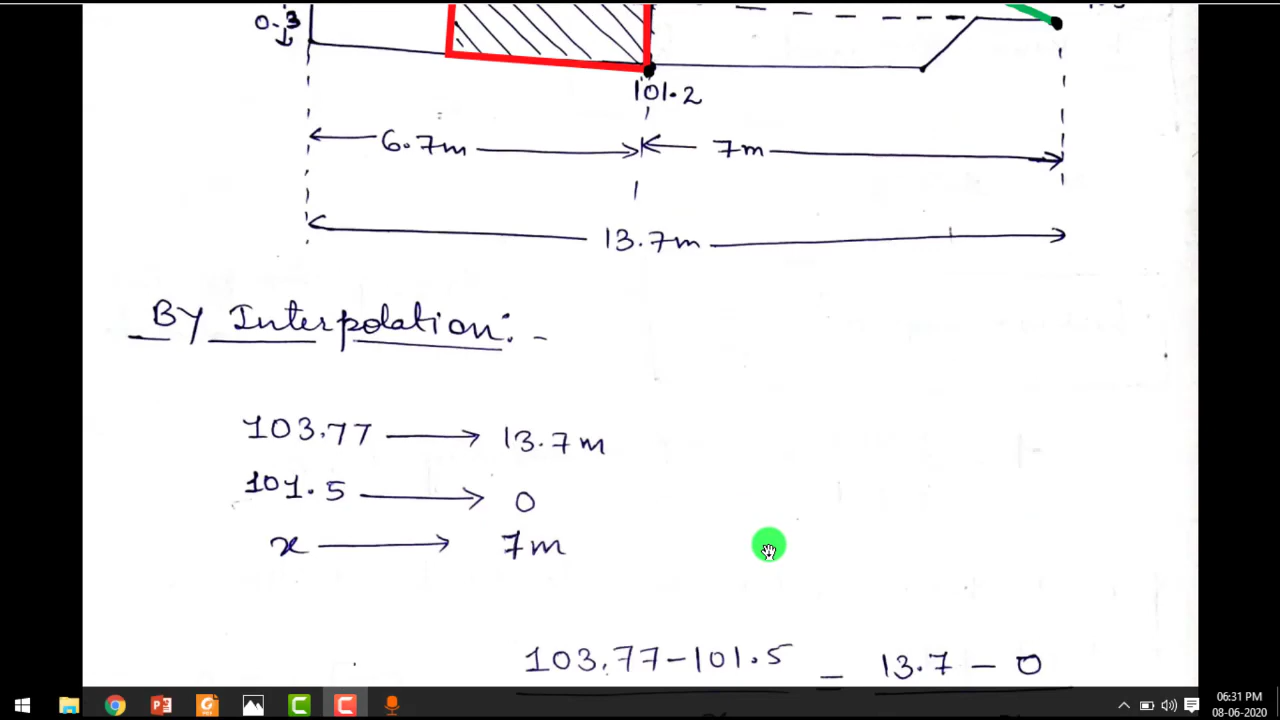 0.3
101.2
6.7m 7m
13.7m
By Interpolation:-
103.77 → 13.7m
101.5 → 0
x → 7m
103.77-101.5 = 13.7 - 0
06:31 PM
08-06-2020